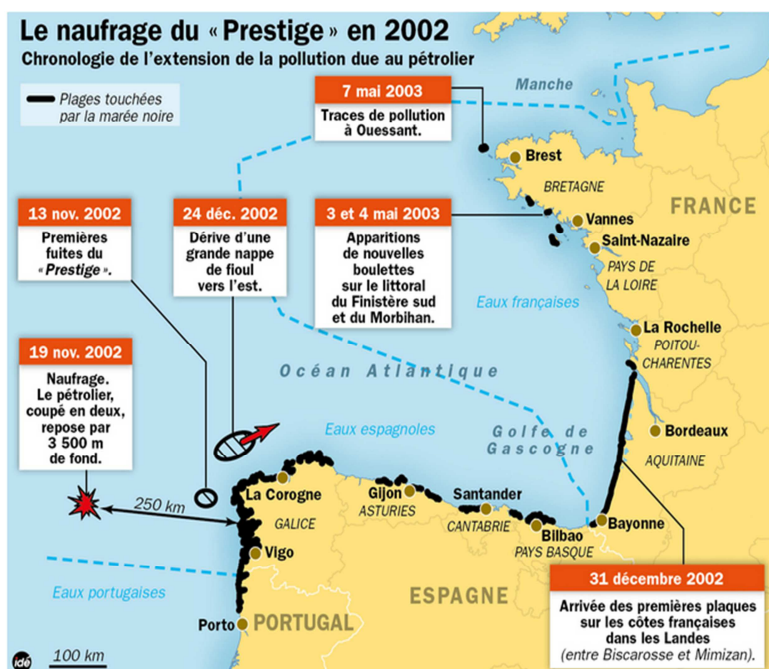 Le naufrage du « Prestige » en 2002
Chronologie de l'extension de la pollution due au pétrolier
Plages touchées
par la marée noire
7 mai 2003
Traces de pollution
à Ouessant.
Manche
Brest
BRETAGNE
FRANCE
13 nov. 2002
Premières
fuites du
« Prestige ».
24 déc. 2002
Dérive d'une
grande nappe
de fioul
vers l'est.
3 et 4 mai 2003
Apparitions
de nouvelles
boulettes
sur le littoral
du Finistère sud
et du Morbihan.
Vannes
Saint-Nazaire
PAYS DE
LA LOIRE
Eaux françaises
La Rochelle
POITOU-
CHARENTES
19 nov. 2002
Naufrage.
Le pétrolier,
coupé en deux,
repose par
3 500 m
de fond.
Océan Atlantique
Eaux espagnoles
Golfe de
Gascogne
Bordeaux
AQUITAINE
250 km
La Corogne
GALICE
Gijon
ASTURIES
Santander
CANTABRIE
Bilbao
PAYS BASQUE
Bayonne
Vigo
Eaux portugaises
Porto
PORTUGAL
ESPAGNE
31 décembre 2002
Arrivée des premières plaques
sur les côtes françaises
dans les Landes
(entre Biscarosse et Mimizan).
idé
100 km